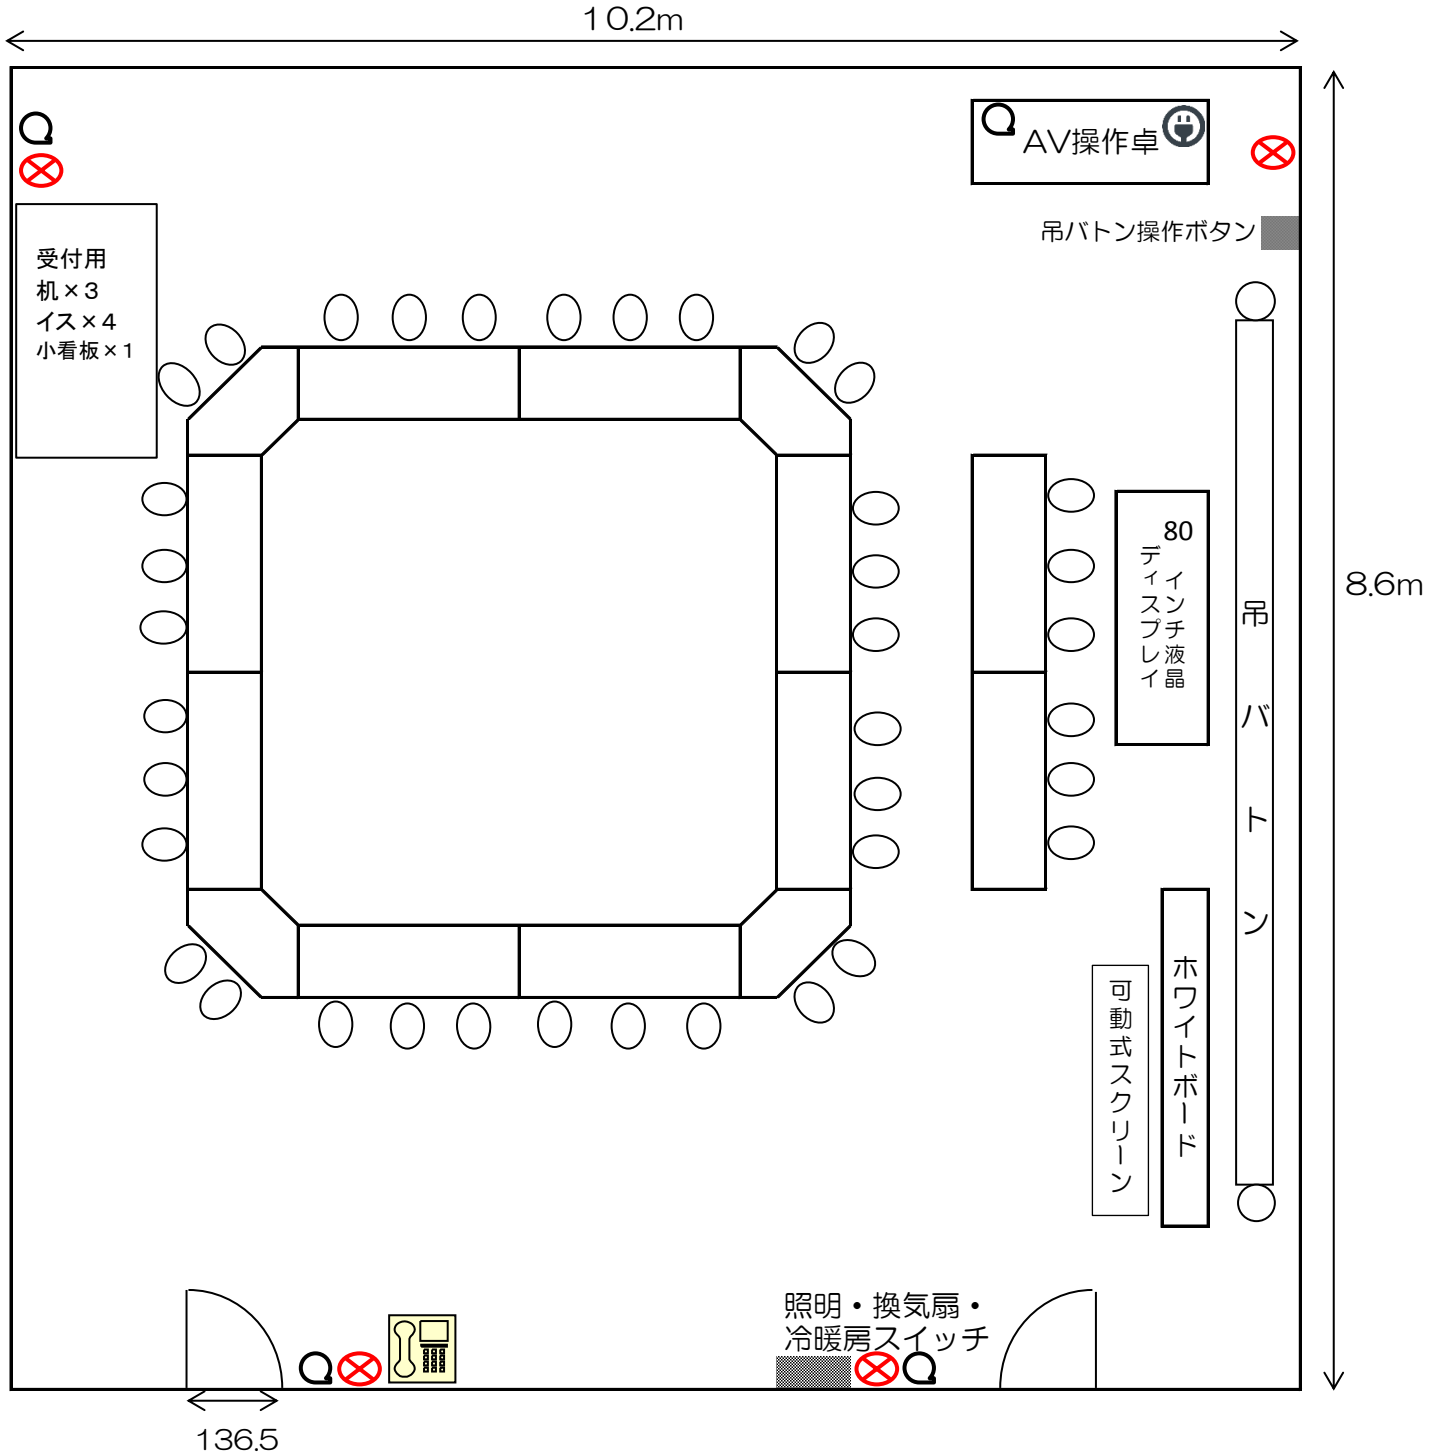 10.2m
AV操作卓
吊バトン操作ボタン
受付用
机×3
イス×4
小看板×1
80
インチ液晶
ディスプレイ
吊バトン
8.6m
ホワイトボード
可動式スクリーン
照明・換気扇・
冷暖房スイッチ
136.5